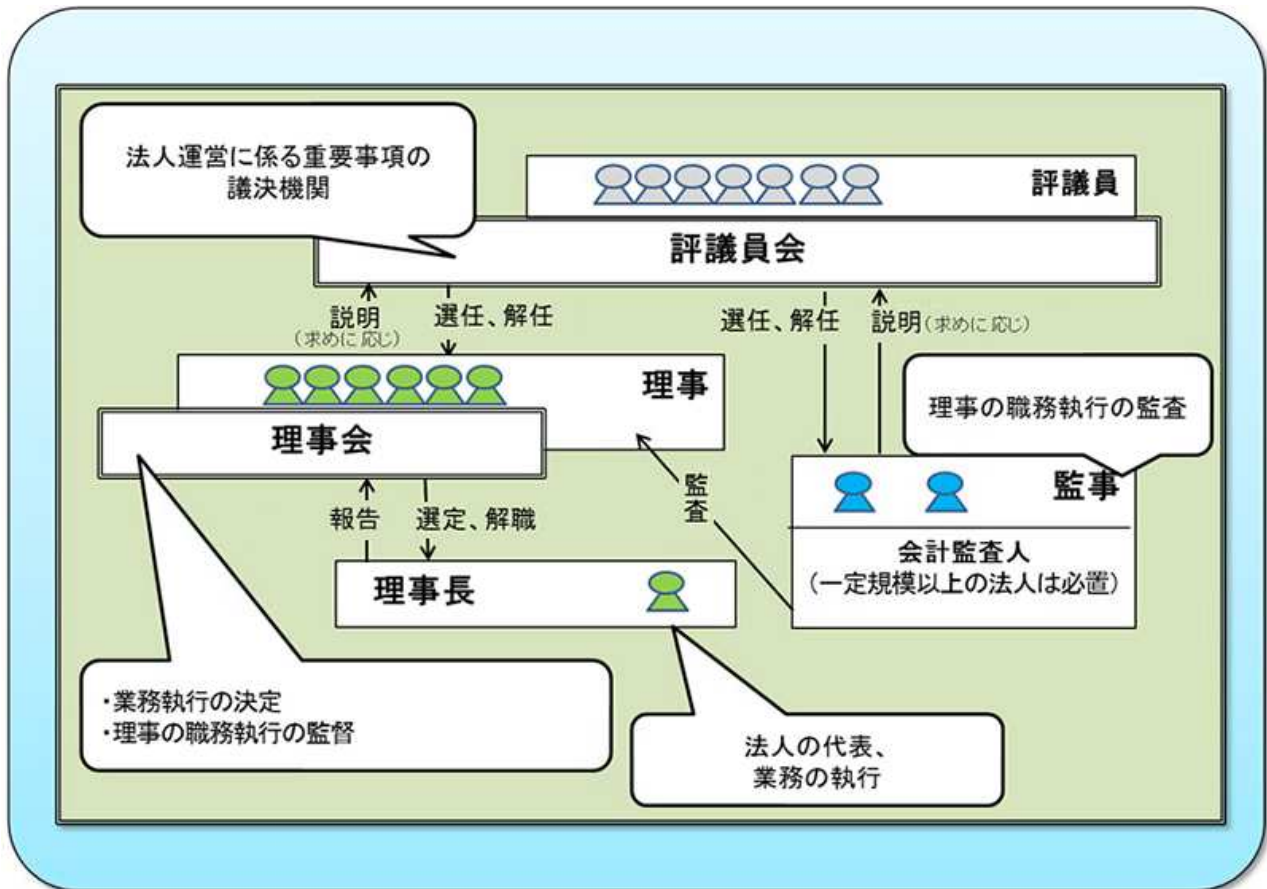 法人運営に係る重要事項の
議決機関
評議員
評議員会
説明
(求めに応じ)
選任、解任
選任、解任
説明(求めに応じ)
理事
理事会
理事の職務執行の監査
監査
監事
会計監査人
(一定規模以上の法人は必置)
報告
選定、解職
理事長
・業務執行の決定
・理事の職務執行の監督
法人の代表、
業務の執行